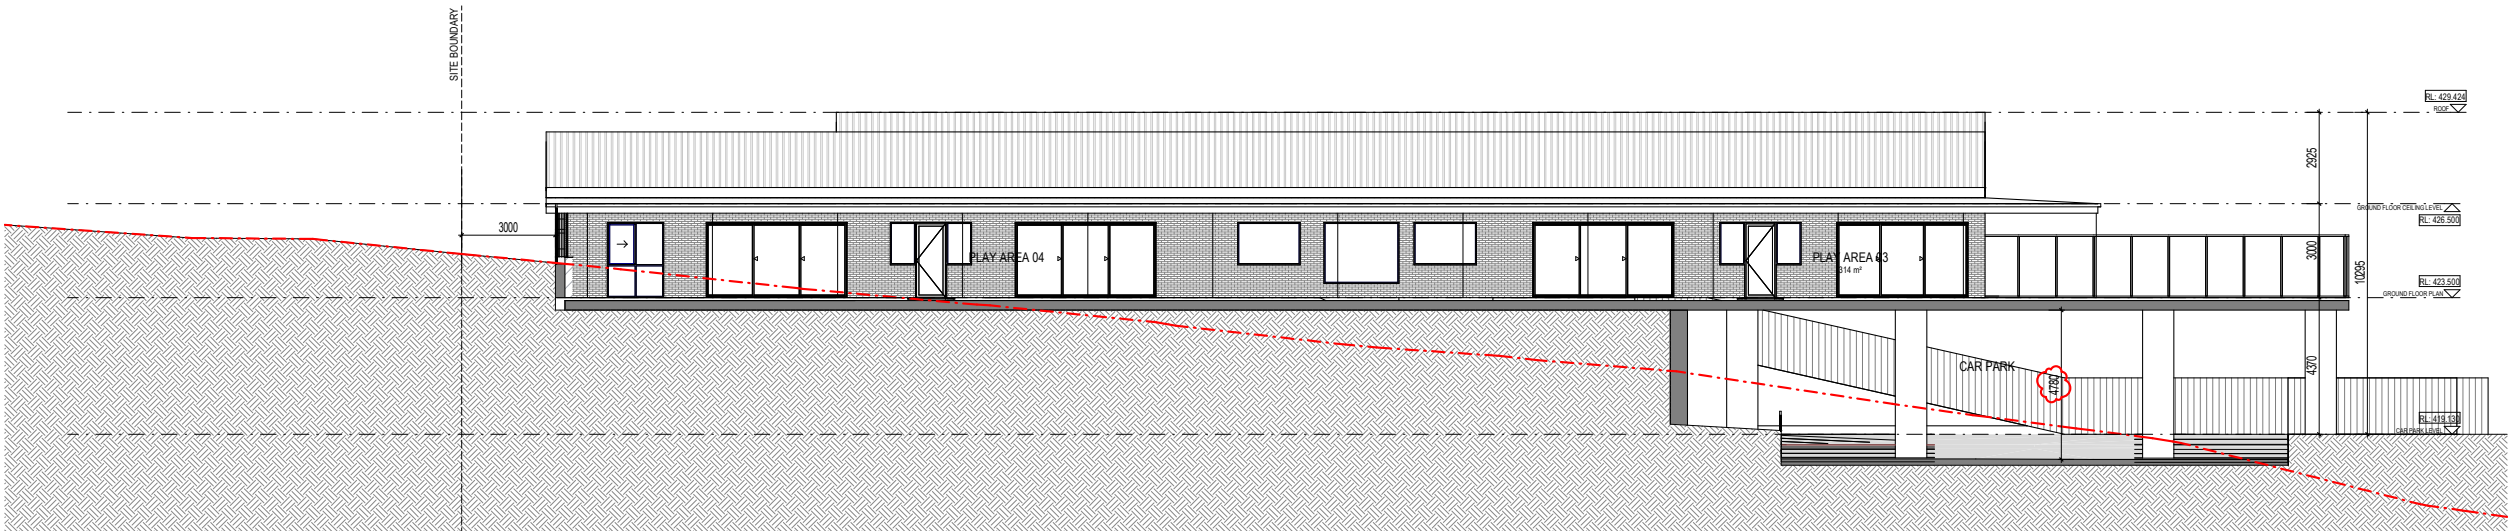 SITE BOUNDARY
RL: 429.424
ROOF
2925
GROUND FLOOR CEILING LEVEL
RL: 426.500
3000
PLAY AREA 04
PLAY AREA 03
314 m²
3000
10295
RL: 423.500
GROUND FLOOR PLAN
CAR PARK
4780
4370
RL: 419.130
CAR PARK LEVEL